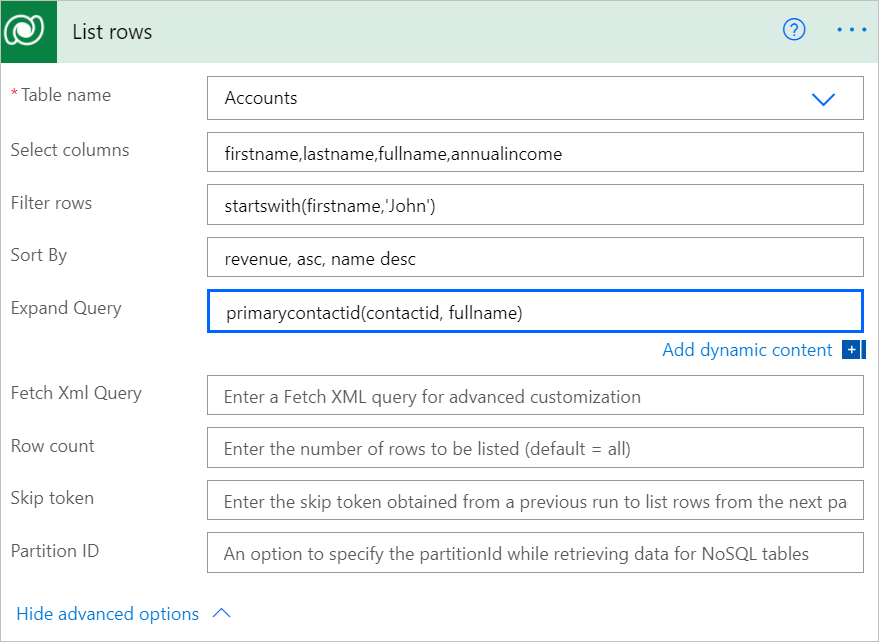 List rows
?
* Table name
Accounts
Select columns
firstname,lastname,fullname,annualincome
Filter rows
startswith(firstname,'John')
Sort By
revenue, asc, name desc
Expand Query
primarycontactid(contactid, fullname)
Add dynamic content
Fetch Xml Query
Enter a Fetch XML query for advanced customization
Row count
Enter the number of rows to be listed (default = all)
Skip token
Enter the skip token obtained from a previous run to list rows from the next pa
Partition ID
An option to specify the partitionId while retrieving data for NoSQL tables
Hide advanced options